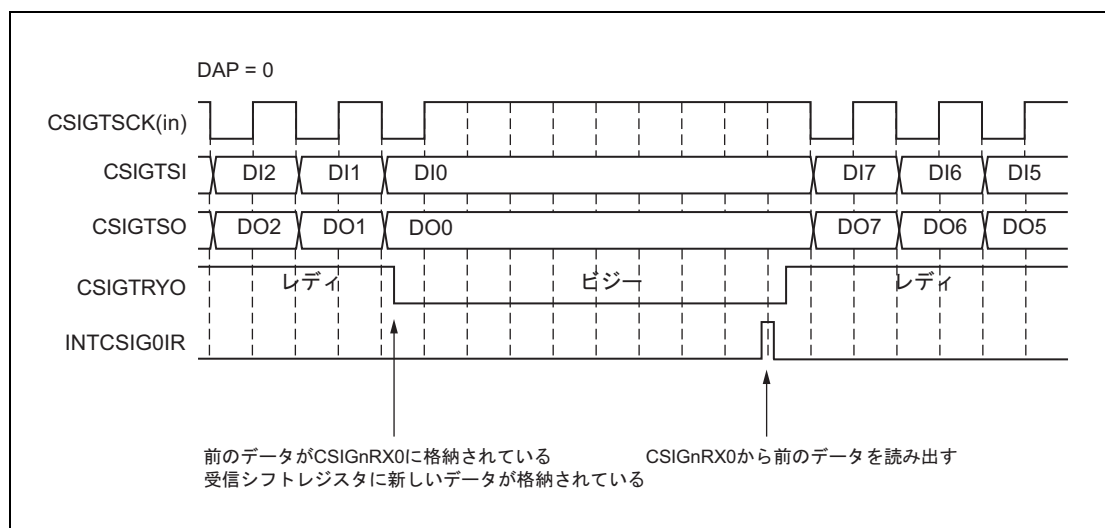 DAP = 0
CSIGTSCK(in)
CSIGTSI DI2 DI1 DI0 DI7 DI6 DI5
CSIGTSO DO2 DO1 DO0 DO7 DO6 DO5
CSIGTRYO レディ ビジー レディ
INTCSIG0IR
前のデータがCSIGnRX0に格納されている
受信シフトレジスタに新しいデータが格納されている
CSIGnRX0から前のデータを読み出す